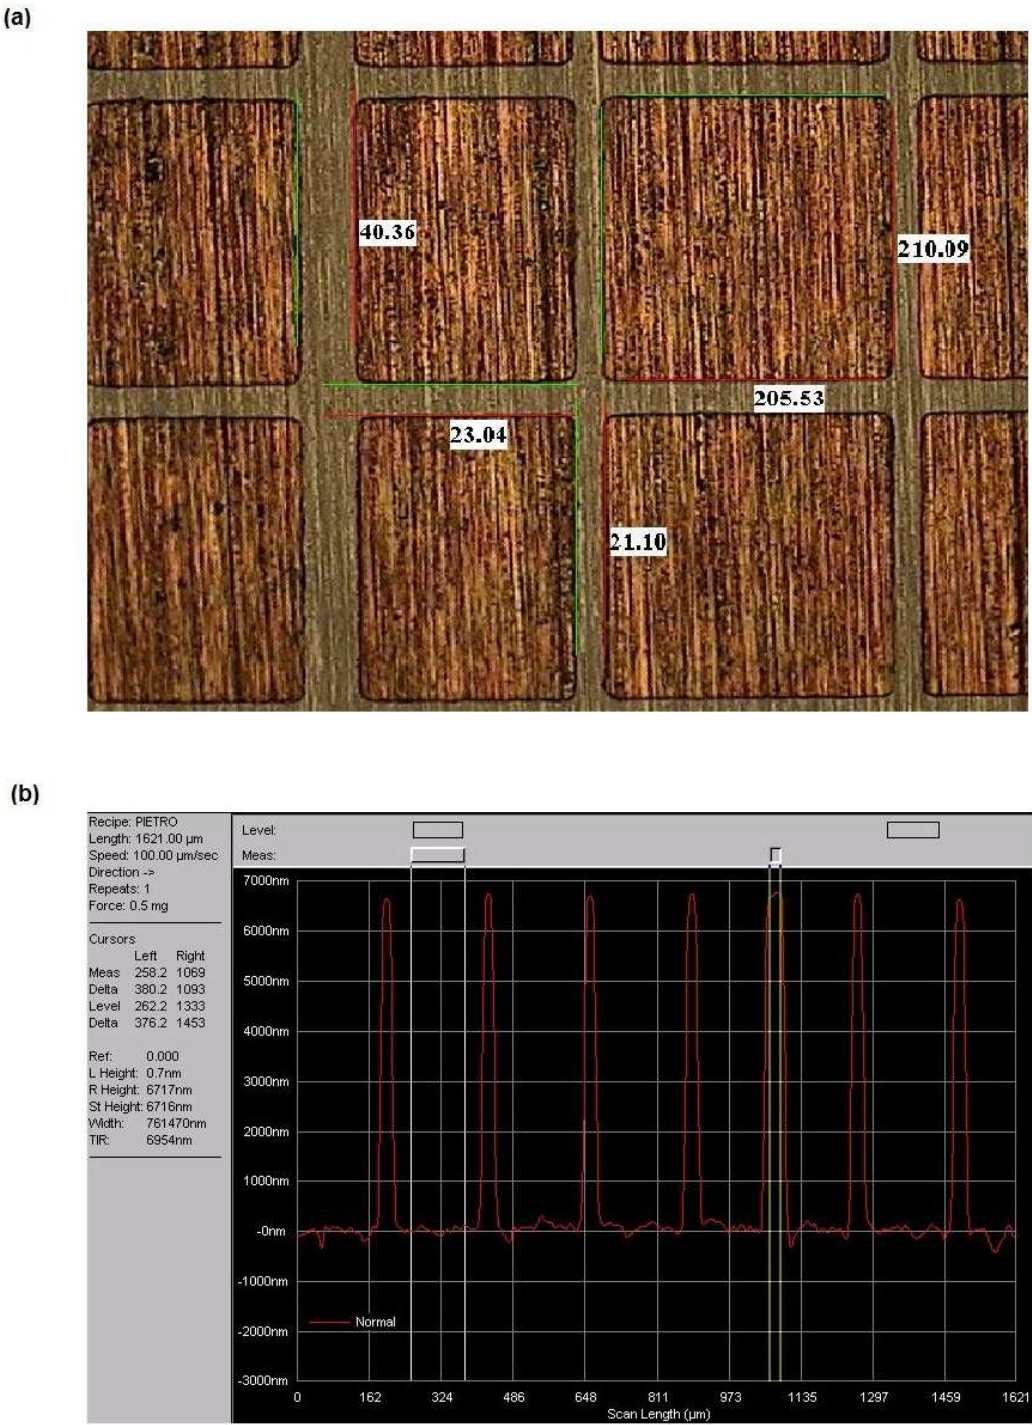 (a)
40.36
210.09
205.53
23.04
21.10
(b)
Recipe: PIETRO
Length: 1621.00 µm
Speed: 100.00 µm/sec
Direction ->
Repeats: 1
Force: 0.5 mg
Cursors
Left Right
Meas 258.2 1069
Delta 380.2 1093
Level 262.2 1333
Delta 376.2 1453
Ref: 0.000
L Height: 0.7nm
R Height: 6717nm
St Height: 6716nm
Width: 761470nm
TIR: 6954nm
Level:
Meas:
7000nm
6000nm
5000nm
4000nm
3000nm
2000nm
1000nm
-0nm
-1000nm
-2000nm
-3000nm
Normal
0 162 324 486 648 811 973 1135 1297 1459 1621
Scan Length (µm)